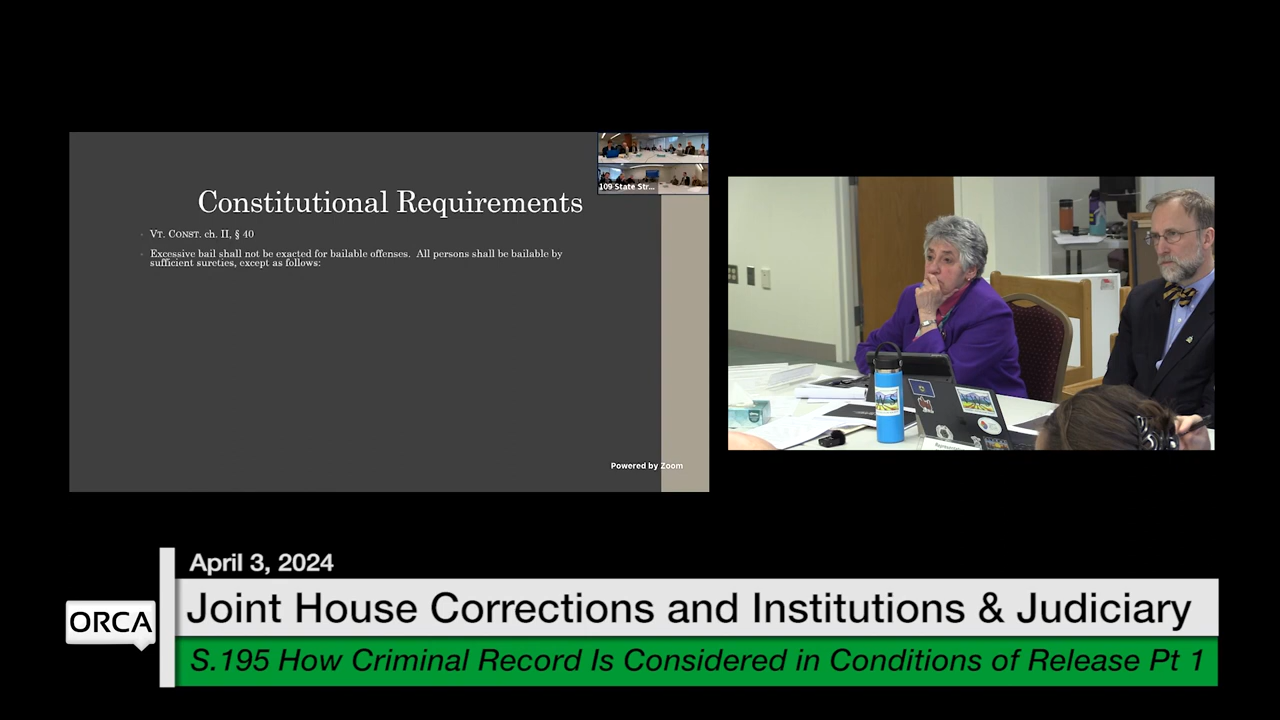 109 State Str...
Constitutional Requirements
VT. CONST. ch. II, § 40
Excessive bail shall not be exacted for bailable offenses. All persons shall be bailable by
sufficient sureties, except as follows:
Powered by Zoom
April 3, 2024
Joint House Corrections and Institutions & Judiciary
ORCA
S.195 How Criminal Record Is Considered in Conditions of Release Pt 1